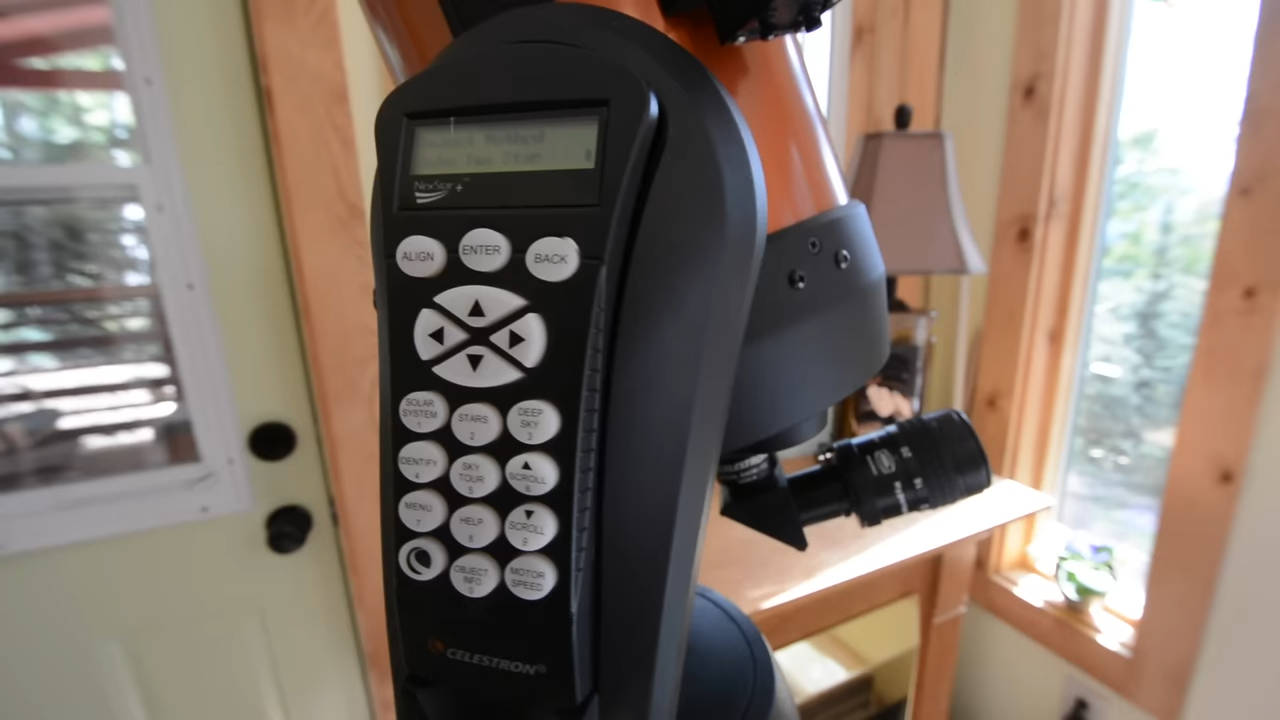 NexStar+
ALIGN
ENTER
BACK
SOLAR
SYSTEM
1
STARS
2
DEEP
SKY
3
IDENTIFY
4
SKY
TOUR
5
SCROLL
6
MENU
7
HELP
8
SCROLL
9
OBJECT
INFO
0
MOTOR
SPEED
CELESTRON®
CELESTRON